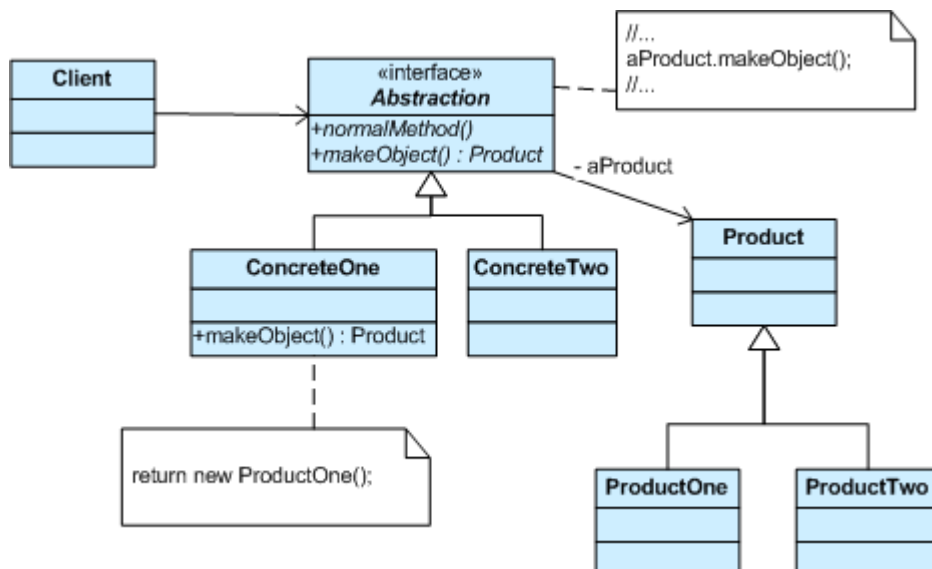 //...
aProduct.makeObject();
//...
Client
«interface»
Abstraction
+normalMethod()
+makeObject() : Product
- aProduct
Product
ConcreteOne
+makeObject() : Product
ConcreteTwo
return new ProductOne();
ProductOne
ProductTwo